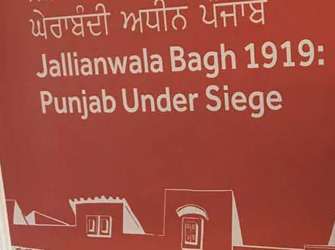 ਘੇਰਾਬੰਦੀ ਅਧੀਨ ਪੰਜਾਬ
Jallianwala Bagh 1919:
Punjab Under Siege